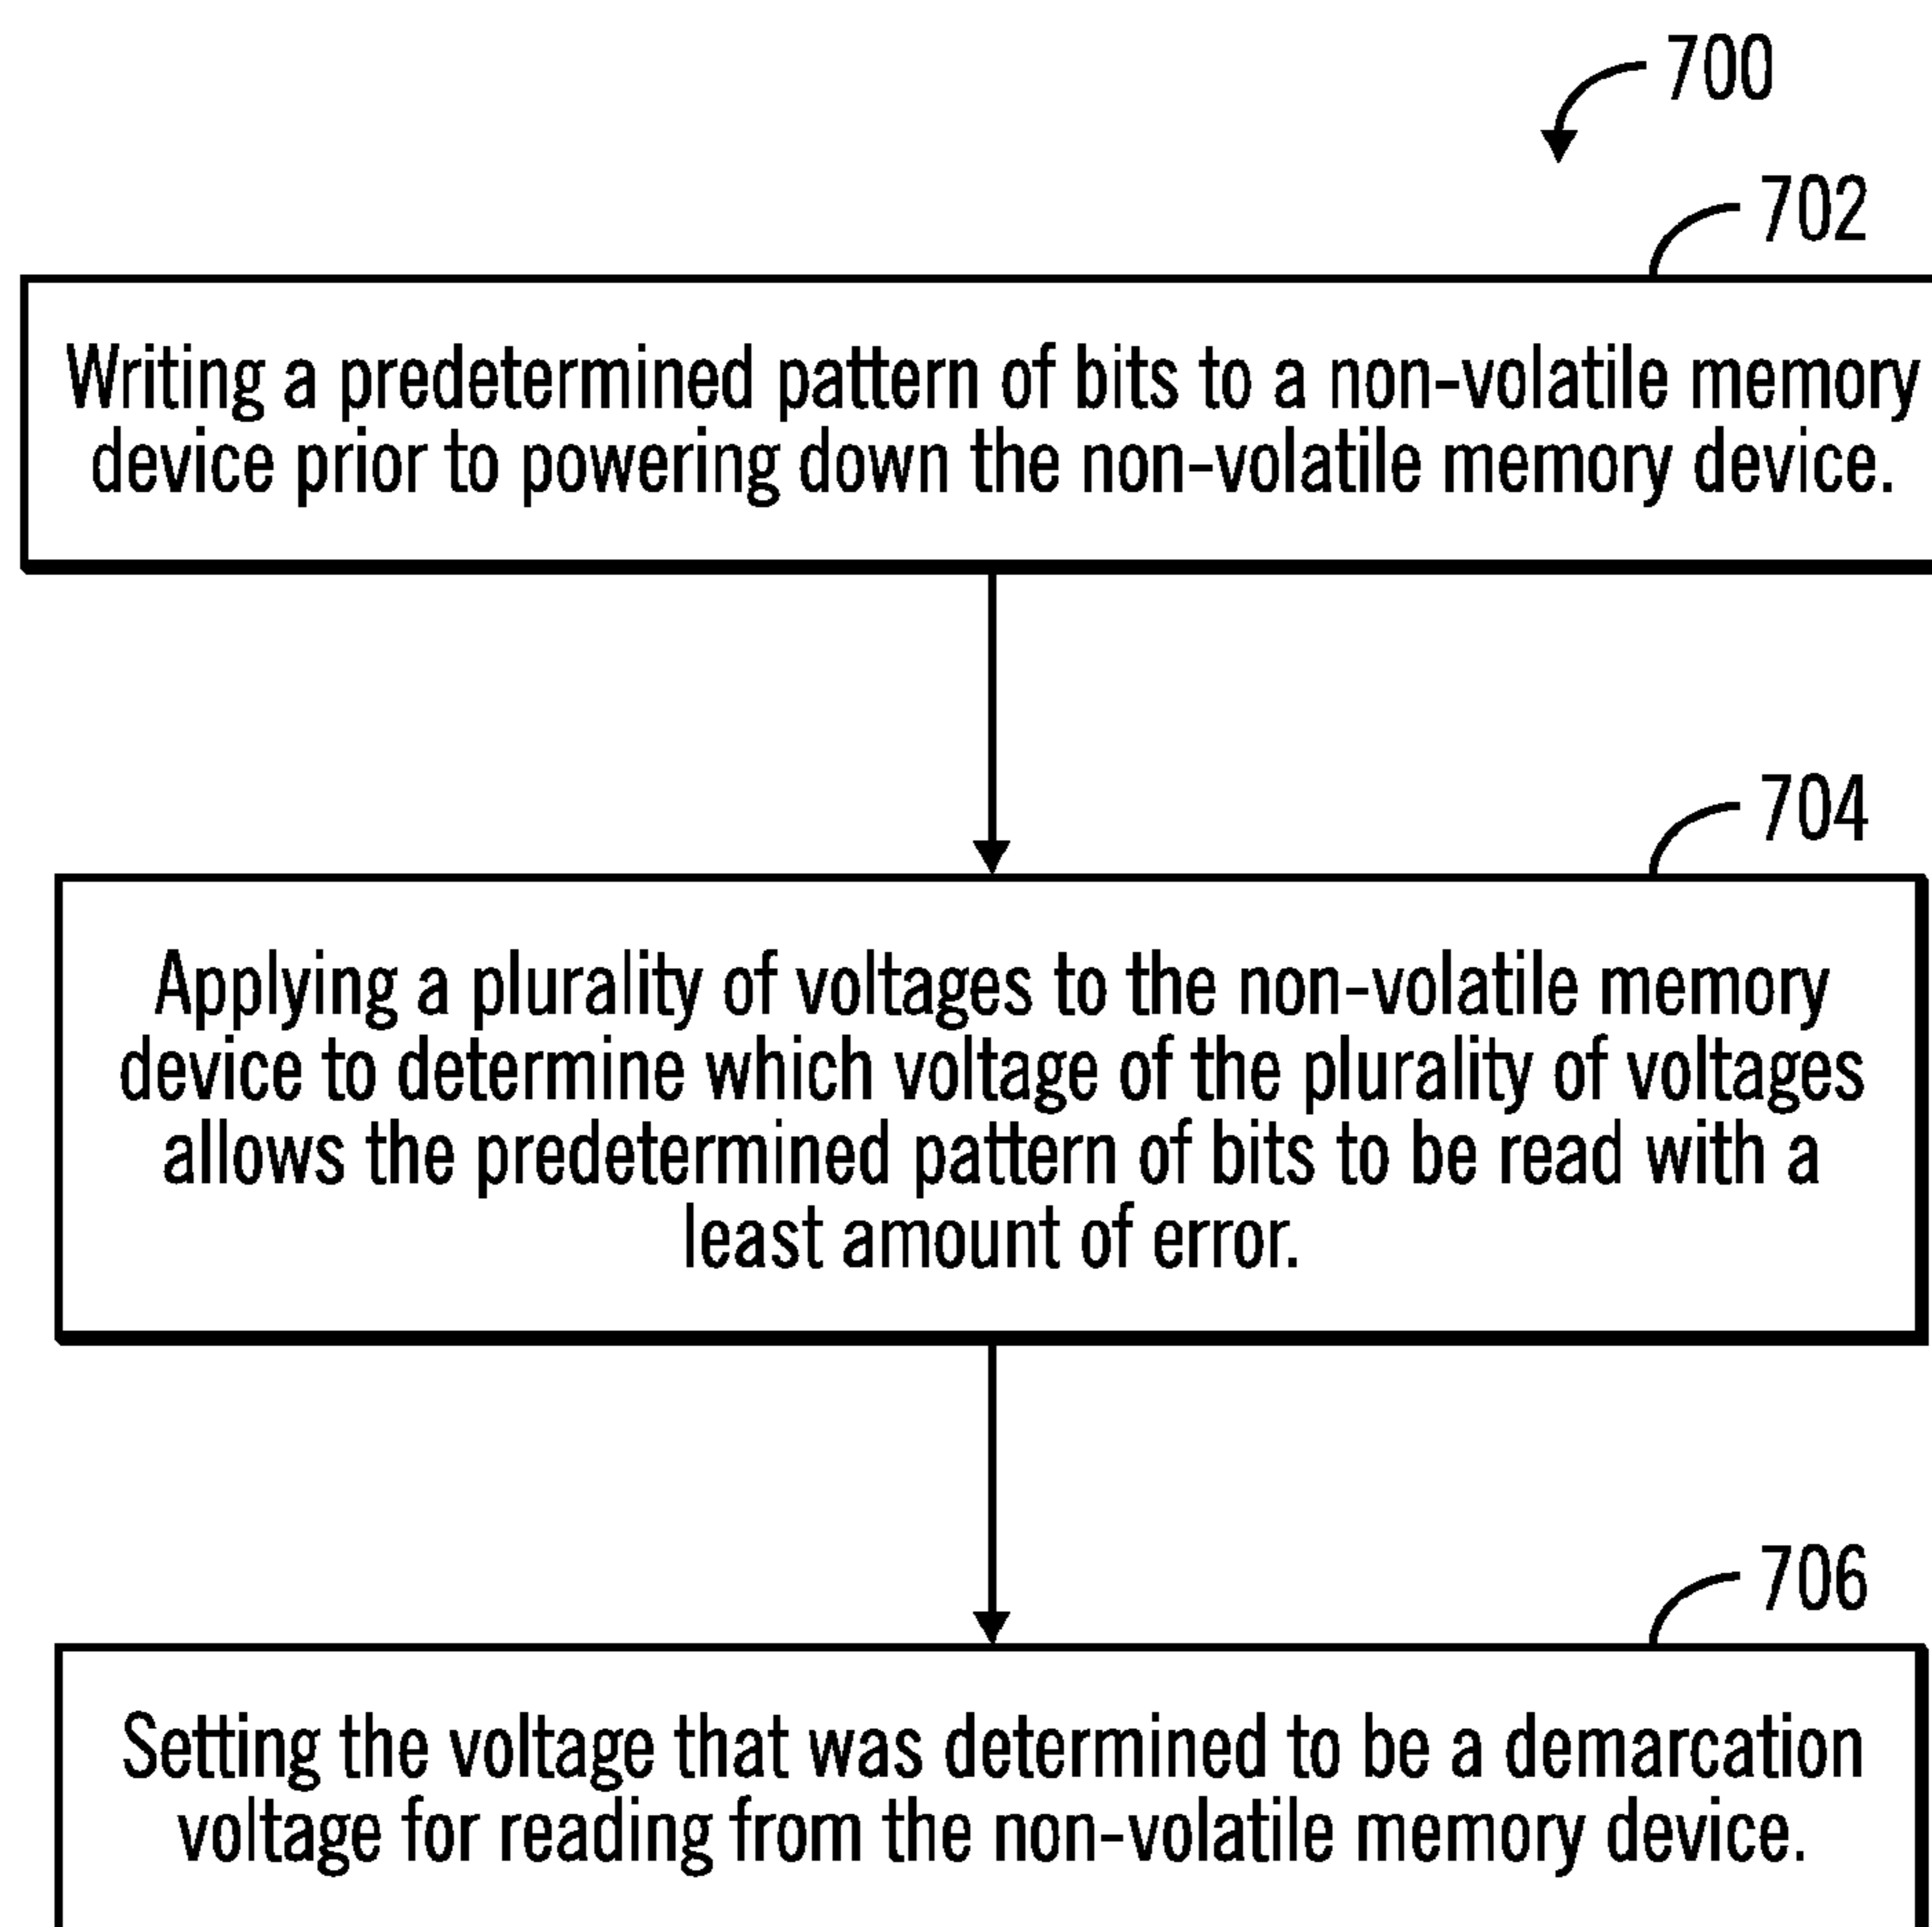 700
702
Writing a predetermined pattern of bits to a non-volatile memory
device prior to powering down the non-volatile memory device.
704
Applying a plurality of voltages to the non-volatile memory
device to determine which voltage of the plurality of voltages
allows the predetermined pattern of bits to be read with a
least amount of error.
706
Setting the voltage that was determined to be a demarcation
voltage for reading from the non-volatile memory device.